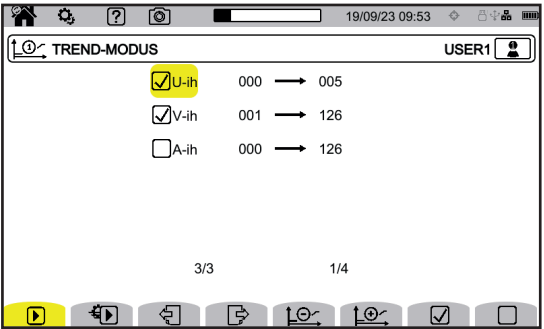 19/09/23 09:53
1 TREND-MODUS USER1
U-ih 000 → 005
V-ih 001 → 126
A-ih 000 → 126
3/3 1/4